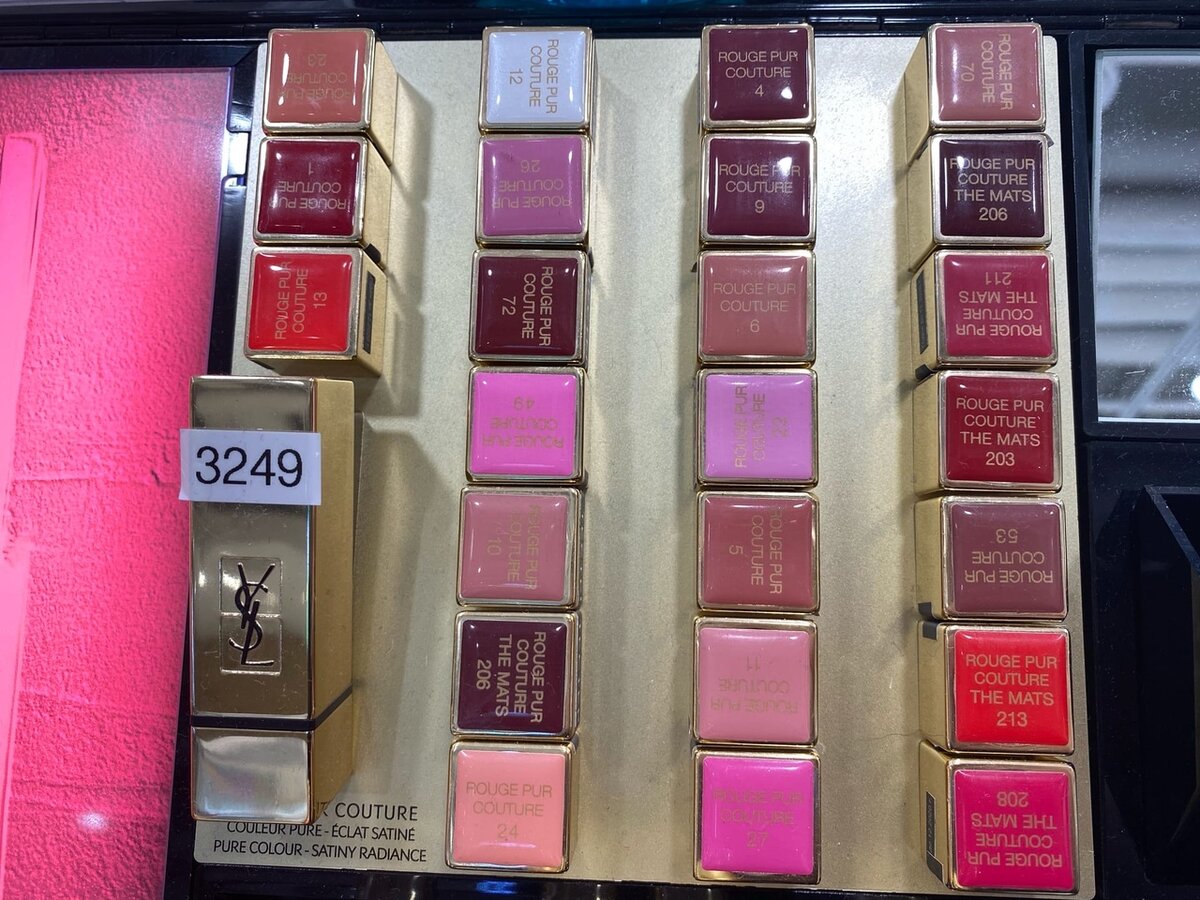 23
COUTURE
ROUGE PUR
1
COUTURE
ROUGE PUR
ROUGE PUR
COUTURE
13
3249
YSL
COUTURE
COULEUR PURE - ÉCLAT SATINÉ
PURE COLOUR - SATINY RADIANCE
ROUGE PUR
COUTURE
12
26
COUTURE
ROUGE PUR
ROUGE PUR
COUTURE
72
49
COUTURE
ROUGE PUR
ROUGE PUR
COUTURE
10
ROUGE PUR
COUTURE
THE MATS
206
ROUGE PUR
COUTURE
24
ROUGE PUR
COUTURE
4
ROUGE PUR
COUTURE
9
ROUGE PUR
COUTURE
6
ROUGE PUR
COUTURE
22
ROUGE PUR
COUTURE
5
11
COUTURE
ROUGE PUR
ROUGE PUR
COUTURE
27
ROUGE PUR
COUTURE
70
ROUGE PUR
COUTURE
THE MATS
206
211
THE MATS
COUTURE
ROUGE PUR
ROUGE PUR
COUTURE
THE MATS
203
53
COUTURE
ROUGE PUR
ROUGE PUR
COUTURE
THE MATS
213
208
THE MATS
COUTURE
ROUGE PUR